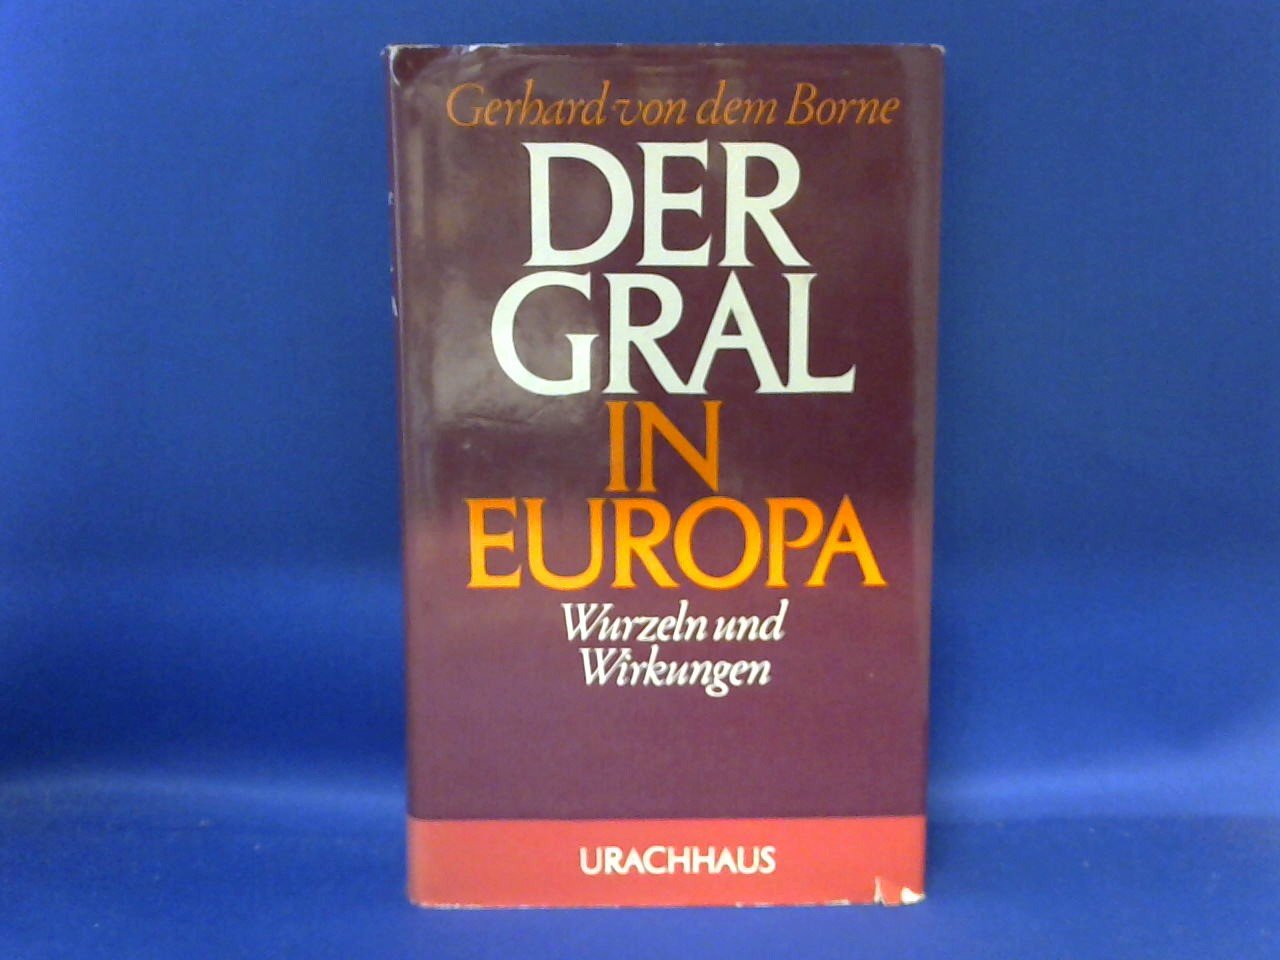 Gerhard von dem Borne
DER
GRAL
IN
EUROPA
Wurzeln und
Wirkungen
URACHHAUS